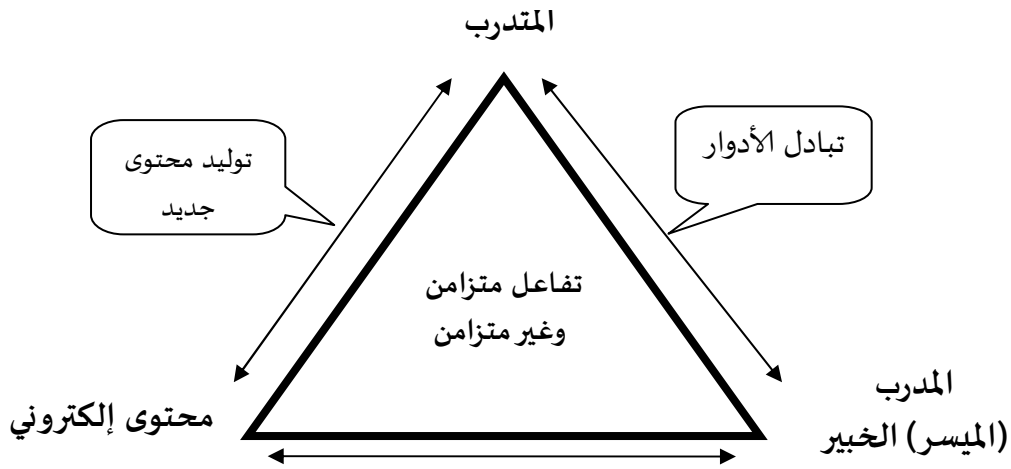 المتدرب
تبادل الأدوار
توليد محتوى
جديد
تفاعل متزامن
وغير متزامن
المدرب
(الميسر) الخبير
محتوى إلكتروني